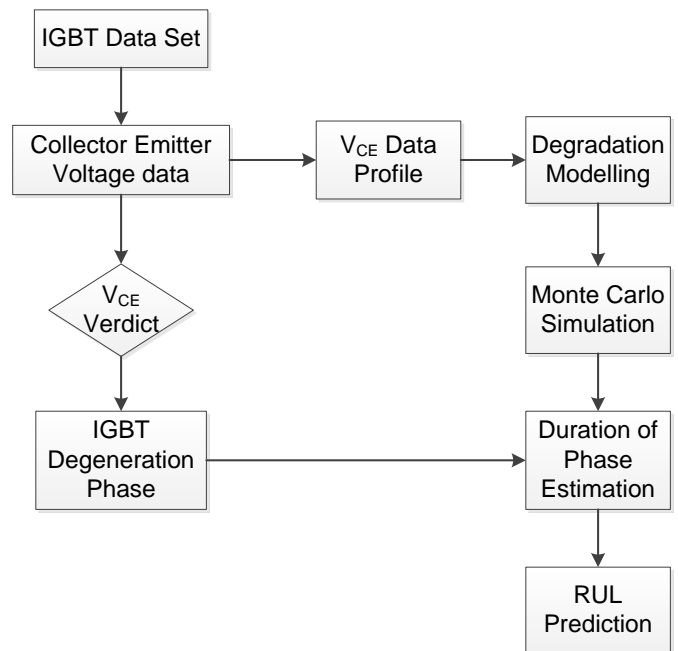 IGBT Data Set
Collector Emitter
Voltage data
VCE Data
Profile
Degradation
Modelling
VCE
Verdict
Monte Carlo
Simulation
IGBT
Degeneration
Phase
Duration of
Phase
Estimation
RUL
Prediction